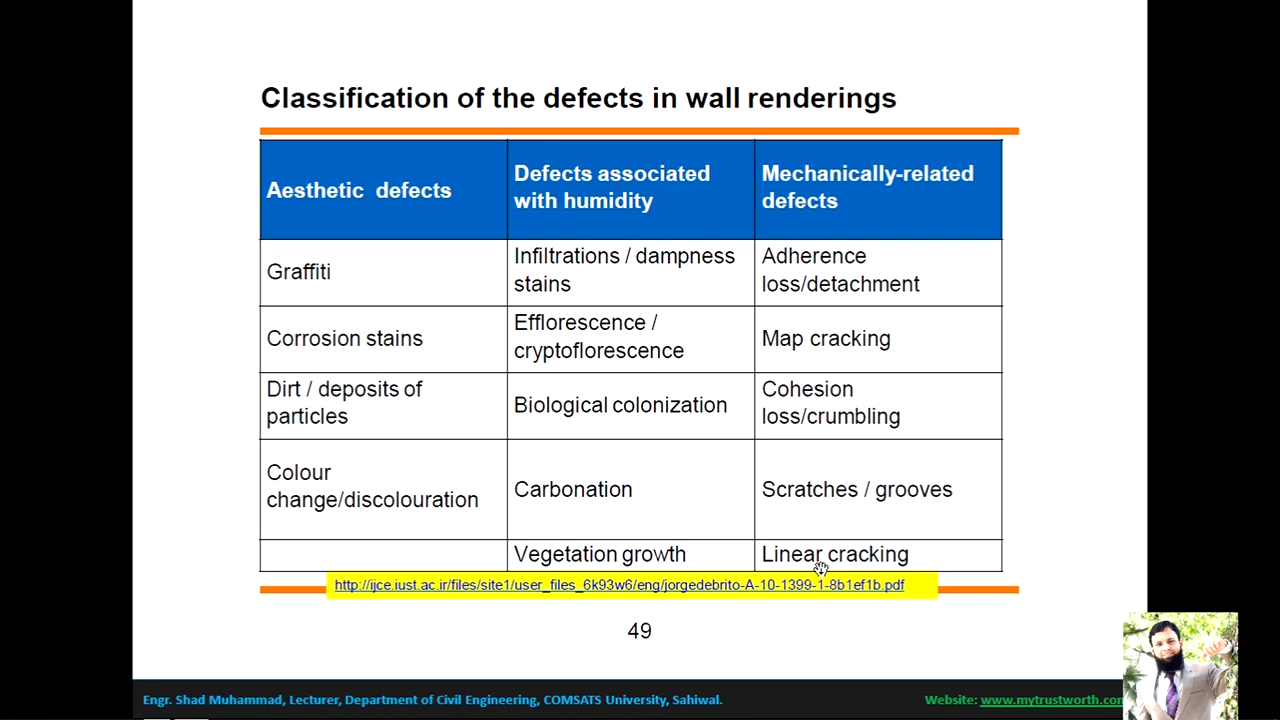 Classification of the defects in wall renderings
Aesthetic defects
Defects associated
with humidity
Mechanically-related
defects
Graffiti
Infiltrations / dampness
stains
Adherence
loss/detachment
Corrosion stains
Efflorescence /
cryptoflorescence
Map cracking
Dirt / deposits of
particles
Biological colonization
Cohesion
loss/crumbling
Colour
change/discolouration
Carbonation
Scratches / grooves
Vegetation growth
Linear cracking
http://ijce.iust.ac.ir/files/site1/user_files_6k93w6/eng/jorgedebrito-A-10-1399-1-8b1ef1b.pdf
49
Engr. Shad Muhammad, Lecturer, Department of Civil Engineering, COMSATS University, Sahiwal.
Website: www.mytrustworth.com